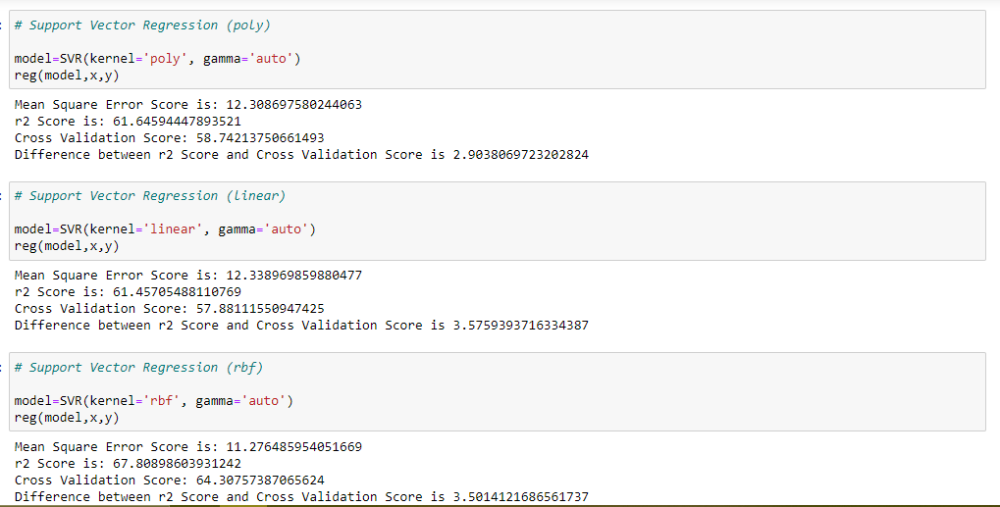 # Support Vector Regression (poly)
model=SVR(kernel='poly', gamma='auto')
reg(model,x,y)
Mean Square Error Score is: 12.308697580244063
r2 Score is: 61.64594447893521
Cross Validation Score: 58.74213750661493
Difference between r2 Score and Cross Validation Score is 2.9038069723202824
# Support Vector Regression (linear)
model=SVR(kernel='linear', gamma='auto')
reg(model,x,y)
Mean Square Error Score is: 12.338969859880477
r2 Score is: 61.45705488110769
Cross Validation Score: 57.88111550947425
Difference between r2 Score and Cross Validation Score is 3.5759393716334387
# Support Vector Regression (rbf)
model=SVR(kernel='rbf', gamma='auto')
reg(model,x,y)
Mean Square Error Score is: 11.276485954051669
r2 Score is: 67.80898603931242
Cross Validation Score: 64.30757387065624
Difference between r2 Score and Cross Validation Score is 3.5014121686561737